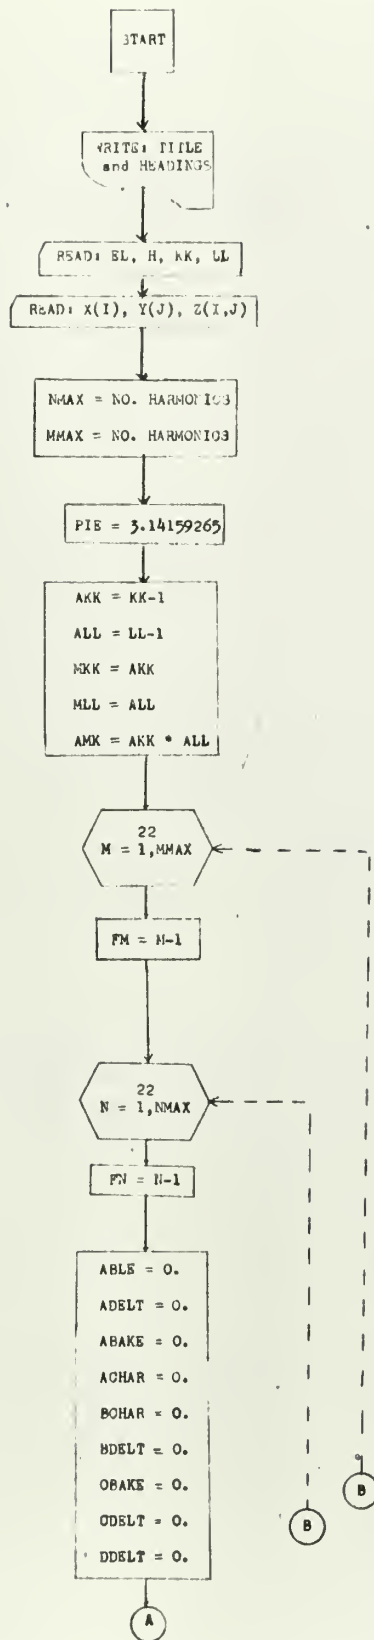 START
WRITE: TITLE
and HEADINGS
READ: EL, H, KK, LL
READ: X(I), Y(J), Z(I,J)
NMAX = NO. HARMONICS
MMAX = NO. HARMONICS
PIE = 3.14159265
AKK = KK-1
ALL = LL-1
MKK = AKK
MLL = ALL
AMK = AKK * ALL
22
M = 1,MMAX
FM = M-1
22
N = 1,NMAX
FN = N-1
ABLE = 0.
ADELT = 0.
ABAKE = 0.
ACHAR = 0.
BCHAR = 0.
BDELT = 0.
CBAKE = 0.
CDELT = 0.
DDELT = 0.
B
B
A